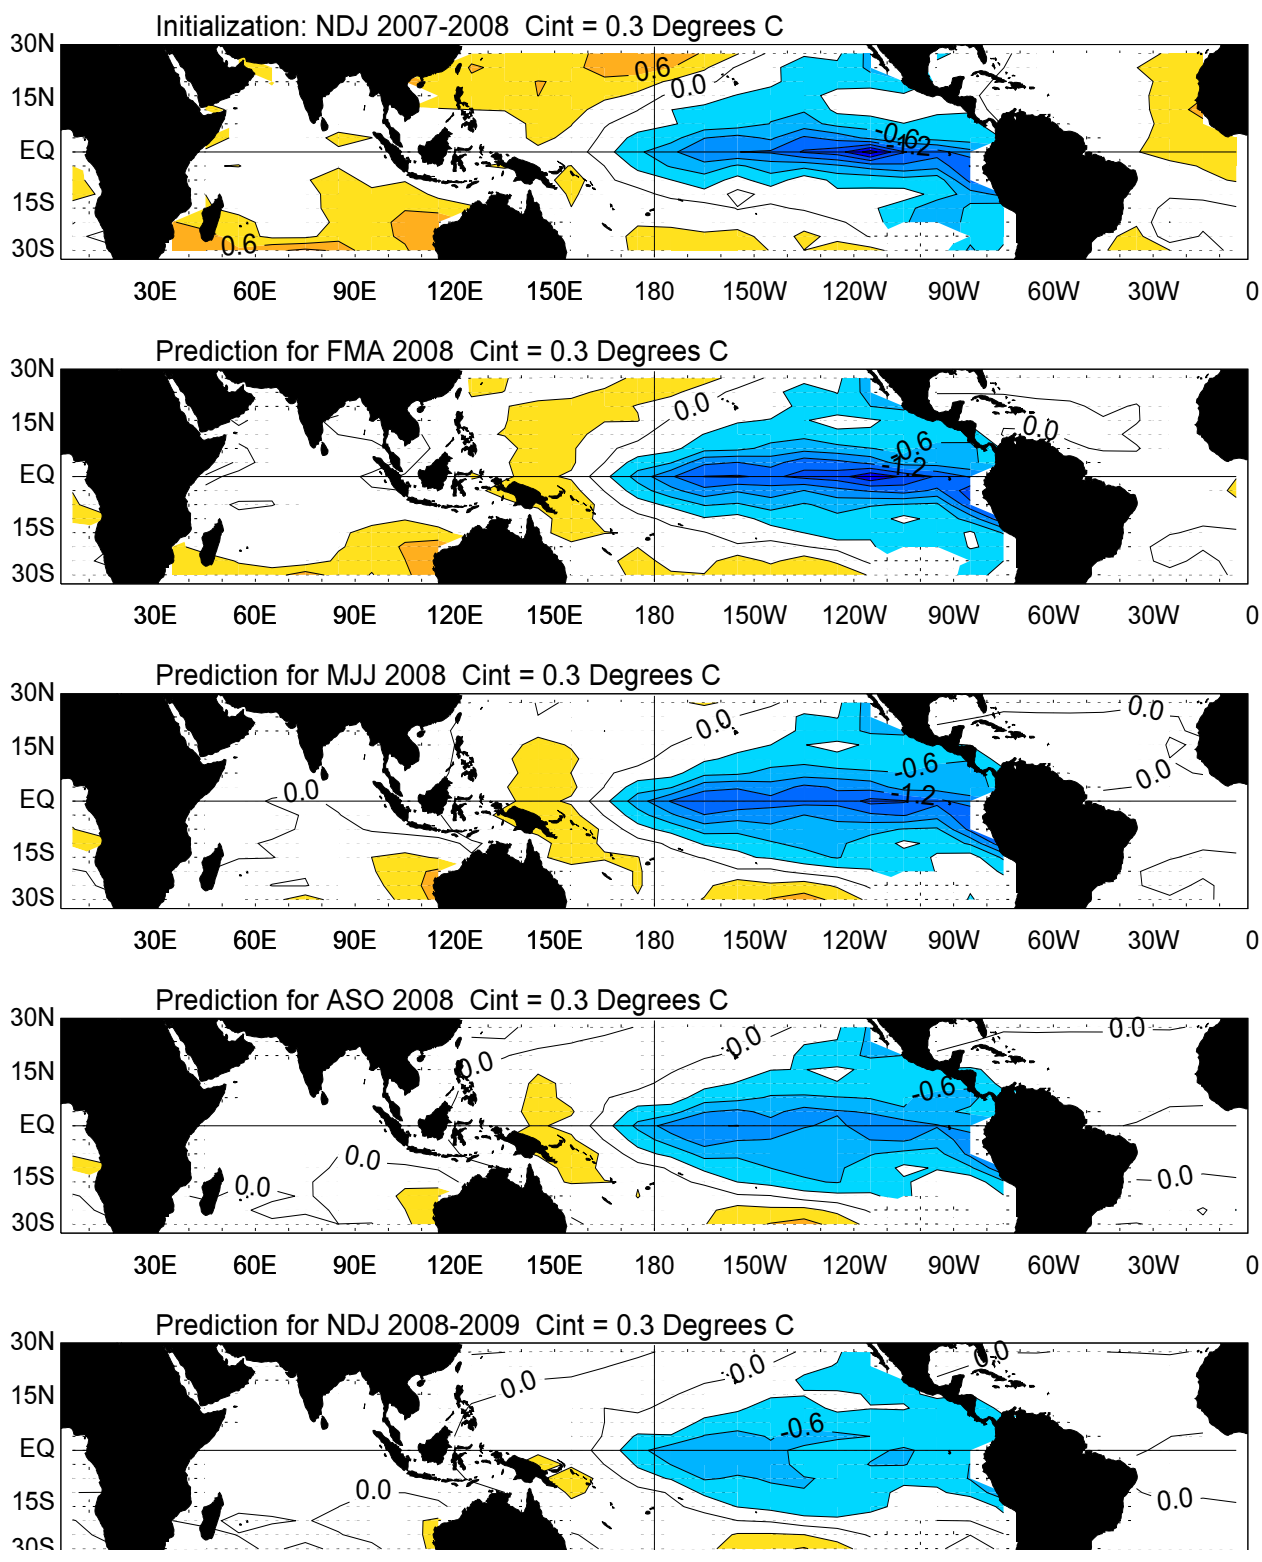 Initialization: NDJ 2007-2008 Cint = 0.3 Degrees C
30N
0.6
0.0
15N
-0.6
EQ
-1.2
15S
0.6
30S
30E 60E 90E 120E 150E 180 150W 120W 90W 60W 30W 0
Prediction for FMA 2008 Cint = 0.3 Degrees C
30N
0.0
15N
0.0
-0.6
-1.2
EQ
15S
30S
30E 60E 90E 120E 150E 180 150W 120W 90W 60W 30W 0
Prediction for MJJ 2008 Cint = 0.3 Degrees C
30N
0.0
0.0
15N
-0.6
0.0
0.0
-1.2
EQ
15S
30S
30E 60E 90E 120E 150E 180 150W 120W 90W 60W 30W 0
Prediction for ASO 2008 Cint = 0.3 Degrees C
30N
0.0
0.0
0.0
15N
-0.6
EQ
0.0
15S
0.0
0.0
30S
30E 60E 90E 120E 150E 180 150W 120W 90W 60W 30W 0
Prediction for NDJ 2008-2009 Cint = 0.3 Degrees C
30N
0.0
0.0
0.0
15N
-0.6
EQ
0.0
0.0
15S
30S